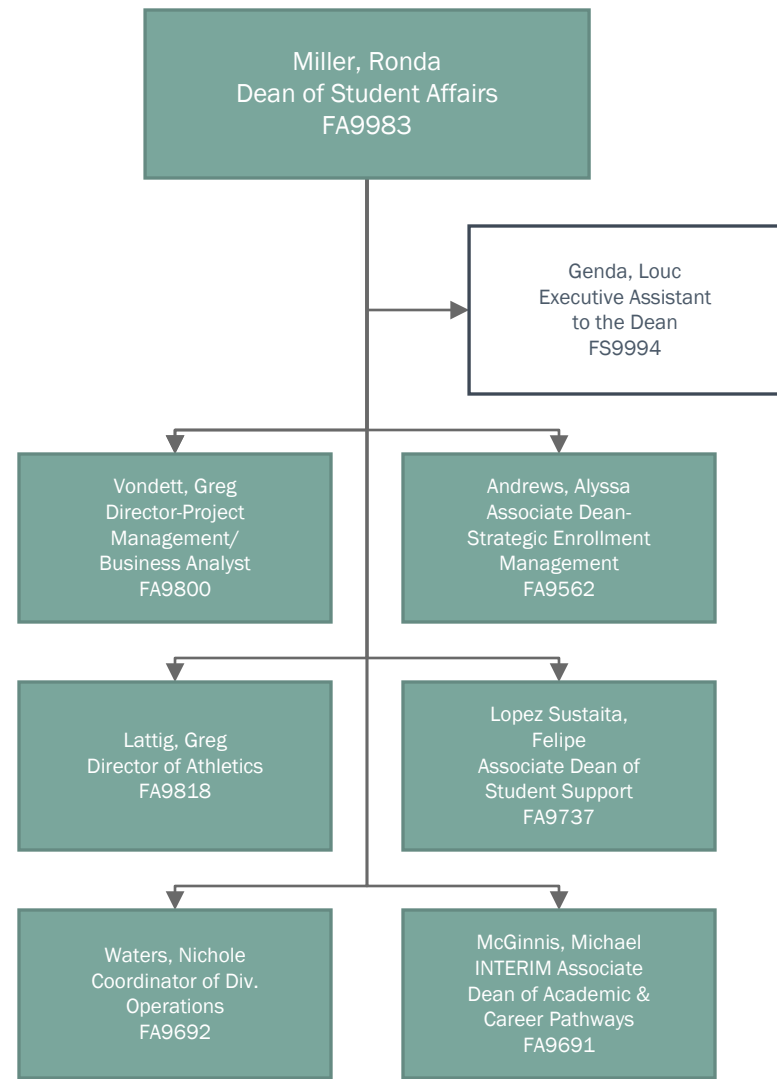 Miller, Ronda
Dean of Student Affairs
FA9983
Genda, Louc
Executive Assistant
to the Dean
FS9994
Vondett, Greg
Director-Project
Management/
Business Analyst
FA9800
Andrews, Alyssa
Associate Dean-
Strategic Enrollment
Management
FA9562
Lattig, Greg
Director of Athletics
FA9818
Lopez Sustaita,
Felipe
Associate Dean of
Student Support
FA9737
Waters, Nichole
Coordinator of Div.
Operations
FA9692
McGinnis, Michael
INTERIM Associate
Dean of Academic &
Career Pathways
FA9691